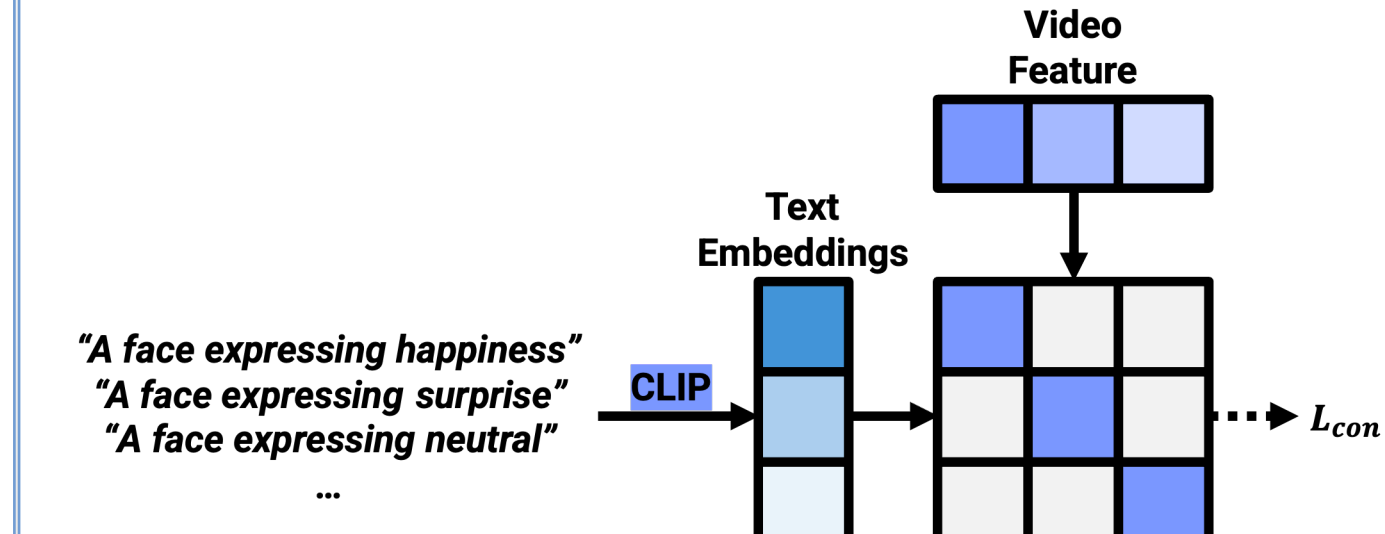 Video
Feature
Text
Embeddings
“A face expressing happiness”
“A face expressing surprise”
“A face expressing neutral”
...
CLIP
L_con